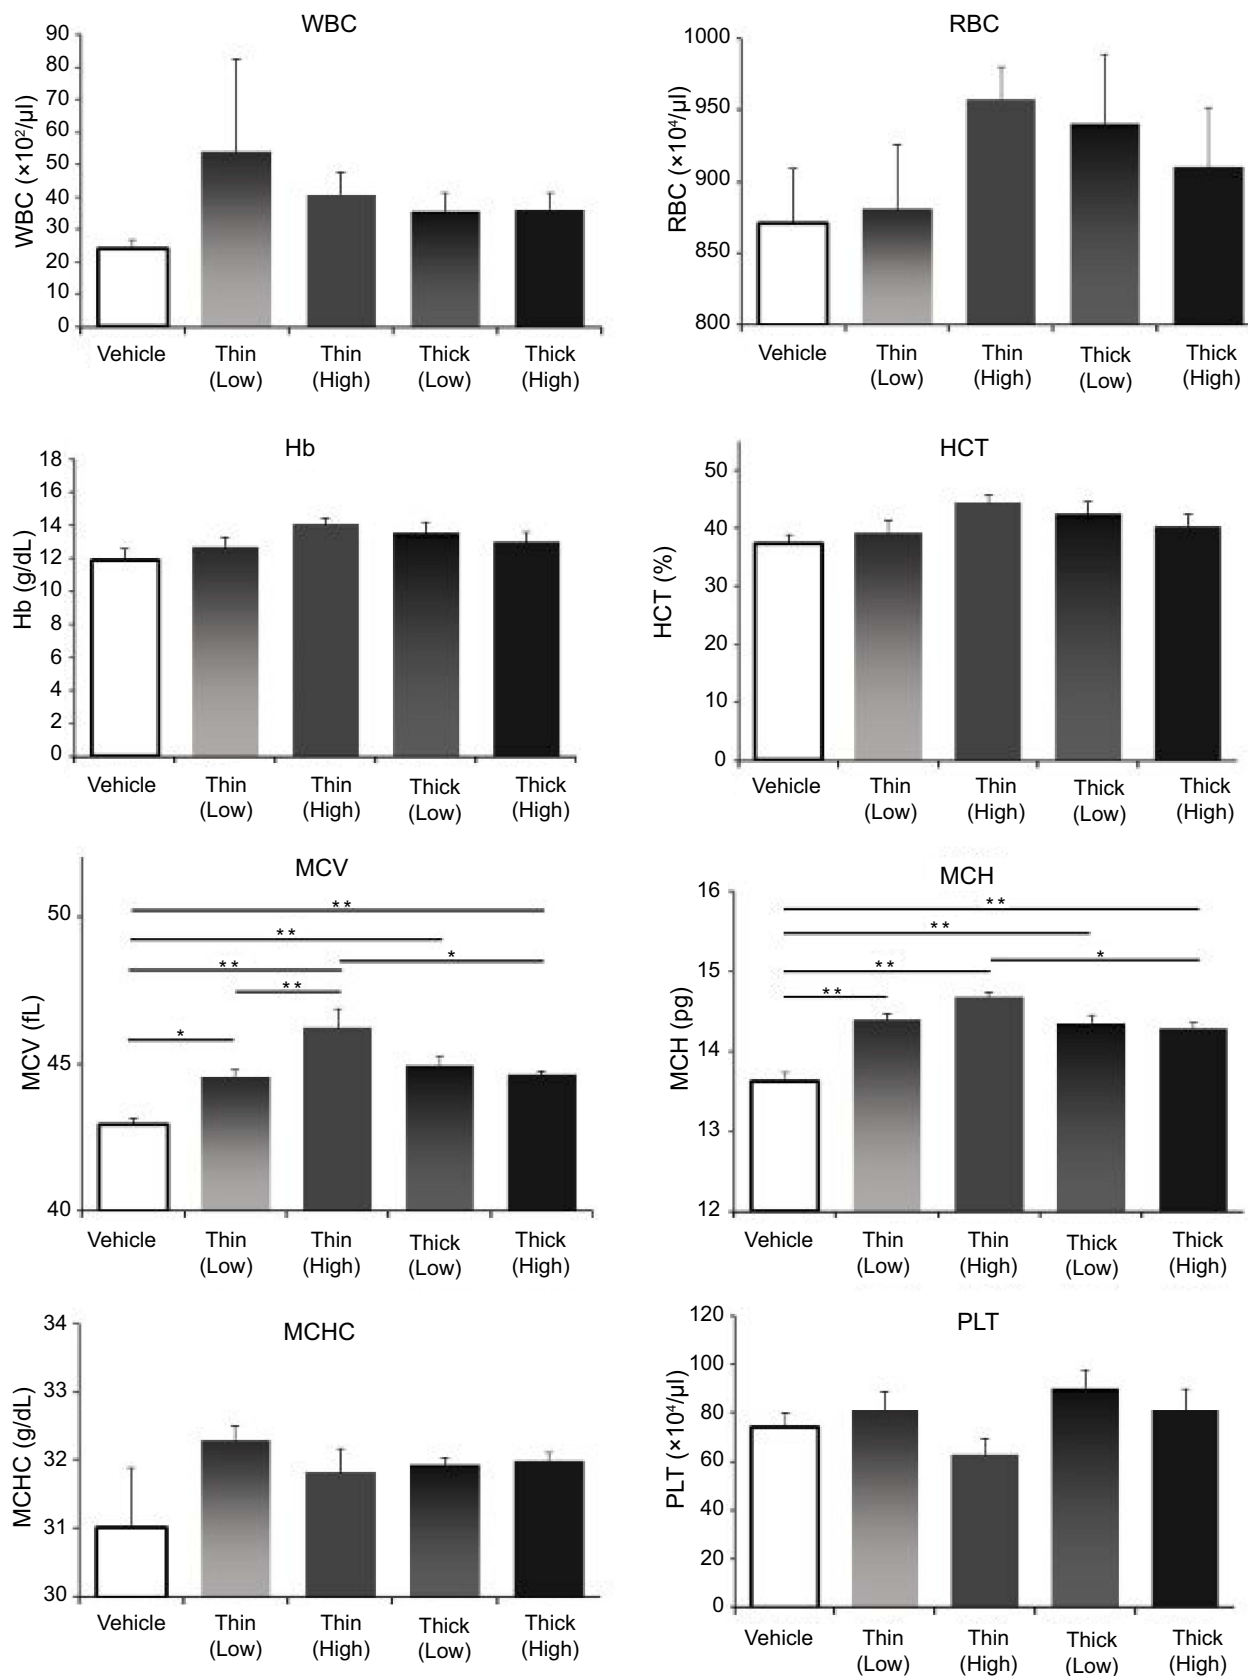 WBC
WBC (×10²/µl)
90
80
70
60
50
40
30
20
10
0
Vehicle
Thin
(Low)
Thin
(High)
Thick
(Low)
Thick
(High)
RBC
RBC (×10⁴/µl)
1000
950
900
850
800
Vehicle
Thin
(Low)
Thin
(High)
Thick
(Low)
Thick
(High)
Hb
Hb (g/dL)
18
16
14
12
10
8
6
4
2
0
Vehicle
Thin
(Low)
Thin
(High)
Thick
(Low)
Thick
(High)
HCT
HCT (%)
50
40
30
20
10
0
Vehicle
Thin
(Low)
Thin
(High)
Thick
(Low)
Thick
(High)
MCV
MCV (fL)
50
45
40
**
**
**
*
**
*
Vehicle
Thin
(Low)
Thin
(High)
Thick
(Low)
Thick
(High)
MCH
MCH (pg)
16
15
14
13
12
**
**
*
**
**
Vehicle
Thin
(Low)
Thin
(High)
Thick
(Low)
Thick
(High)
MCHC
MCHC (g/dL)
34
33
32
31
30
Vehicle
Thin
(Low)
Thin
(High)
Thick
(Low)
Thick
(High)
PLT
PLT (×10⁴/µl)
120
100
80
60
40
20
0
Vehicle
Thin
(Low)
Thin
(High)
Thick
(Low)
Thick
(High)